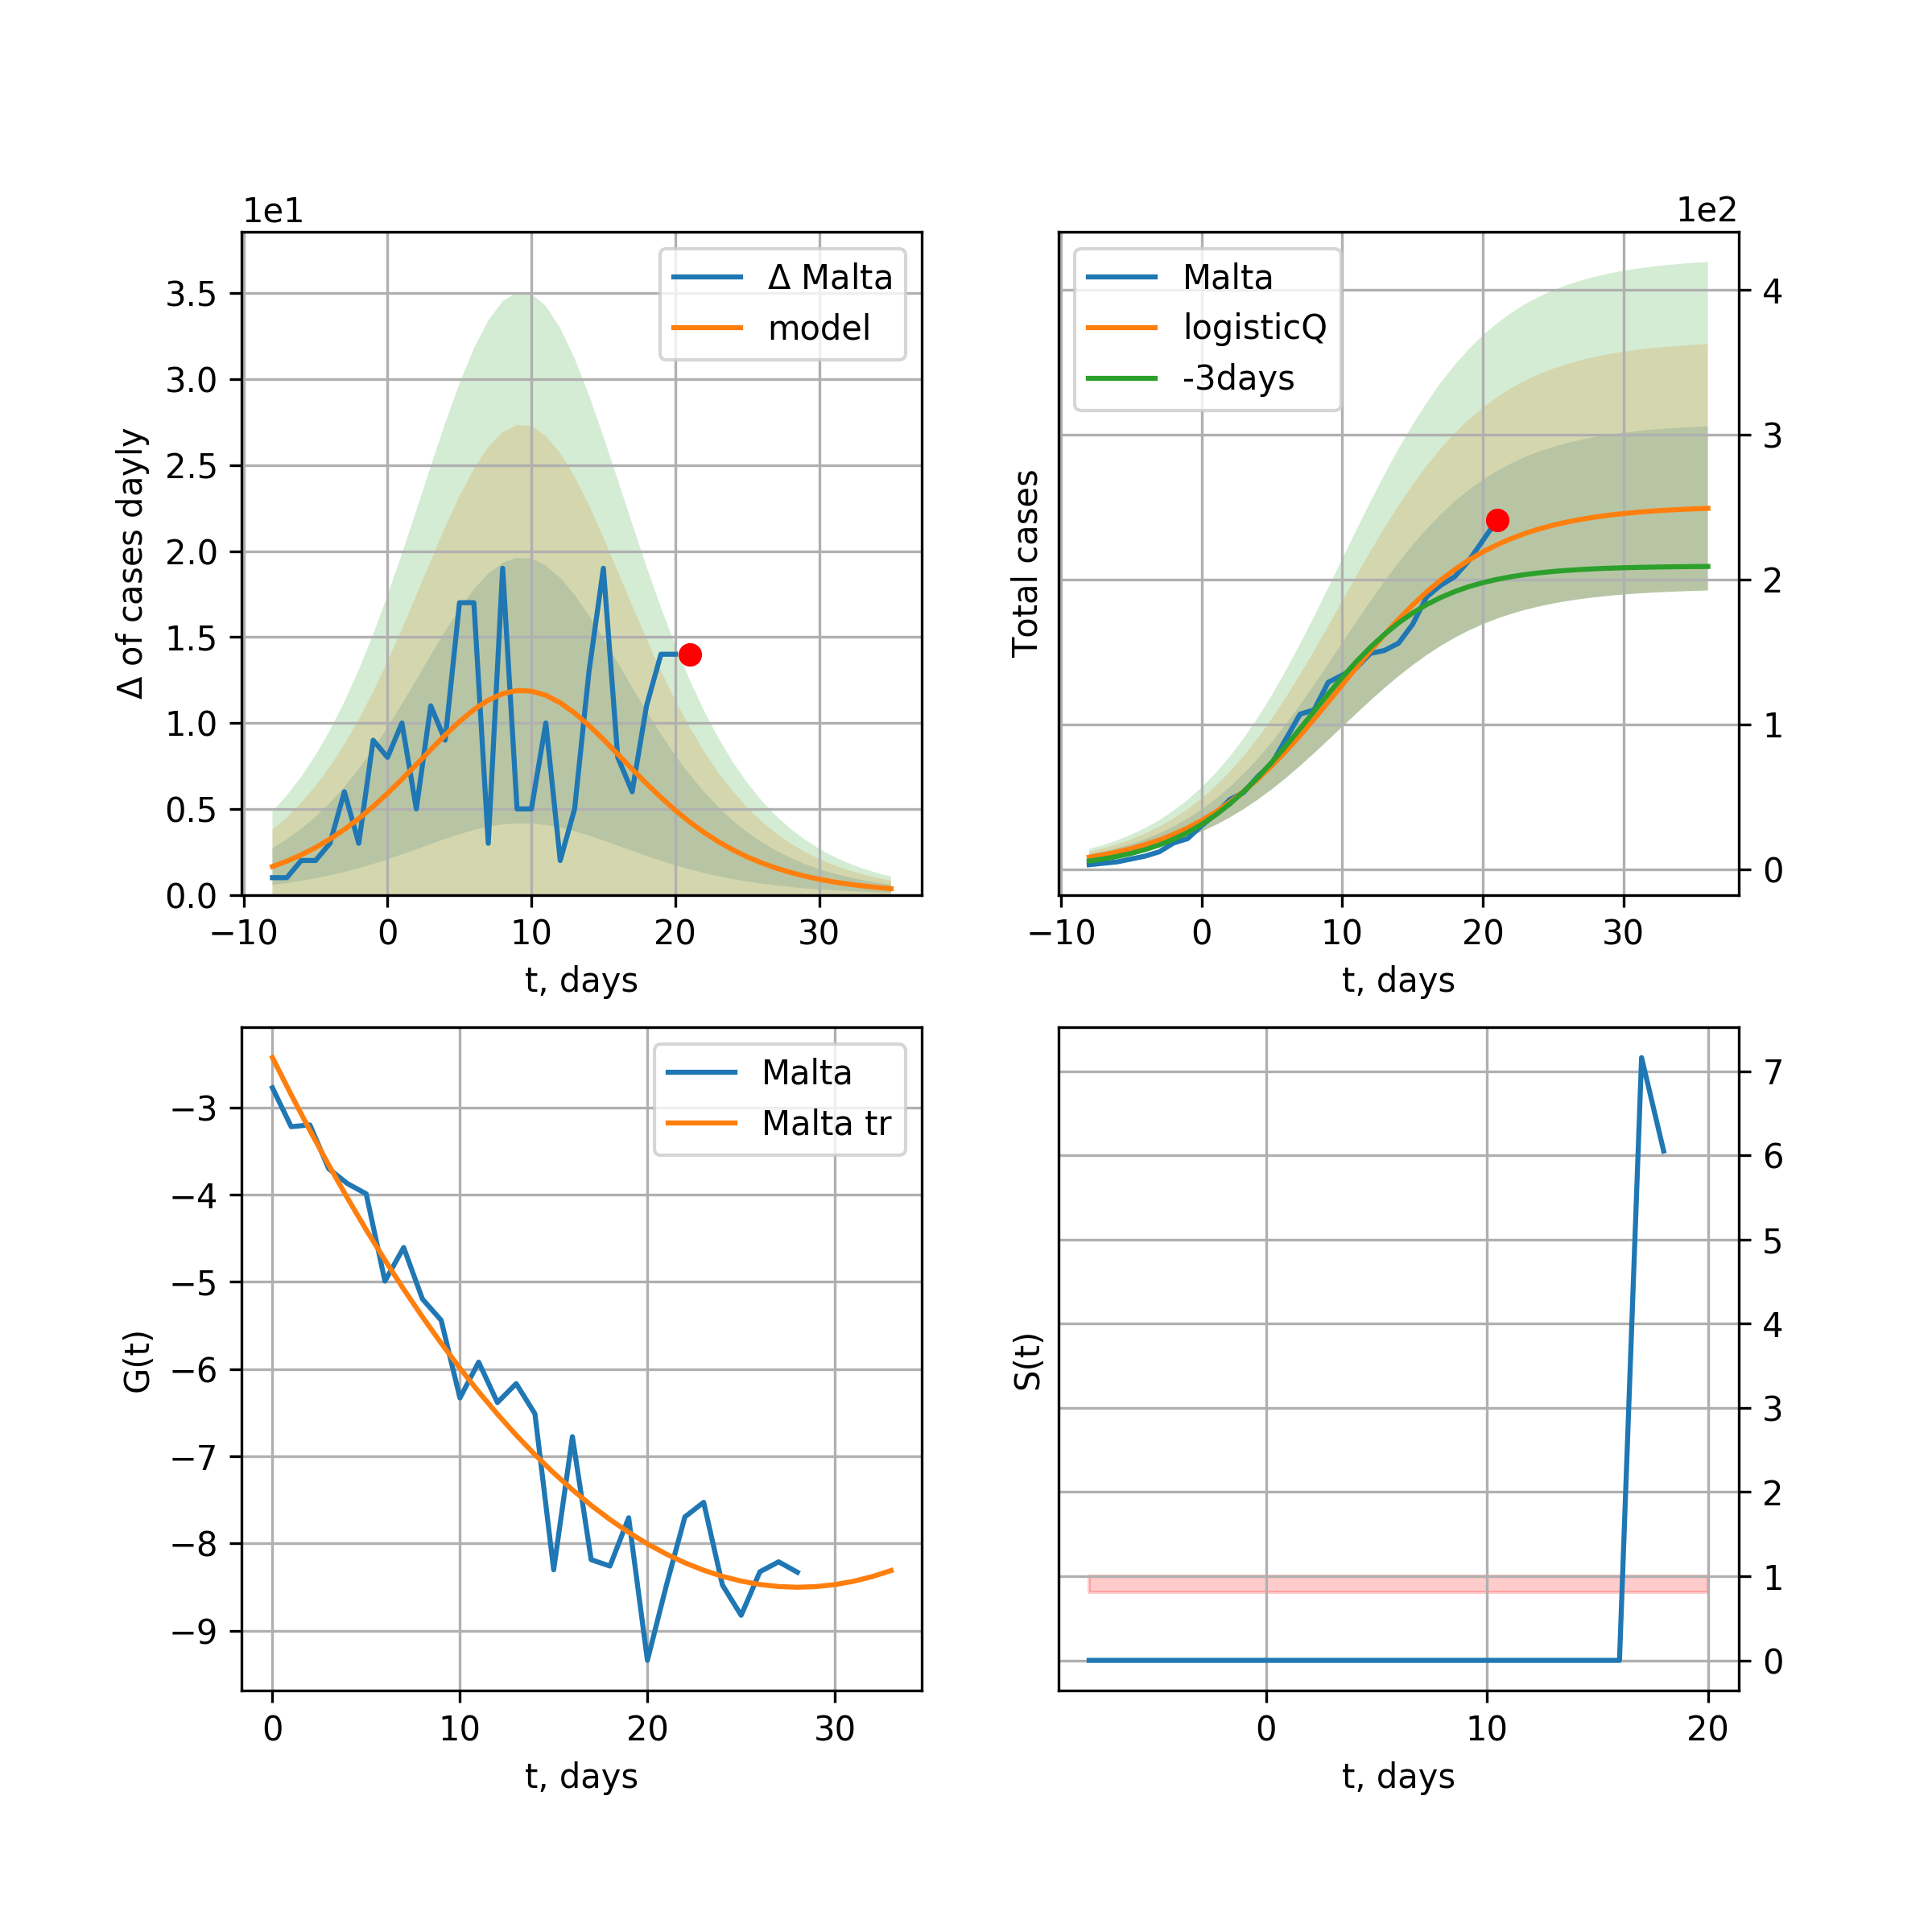 1e1
Δ of cases dayly
3.5
3.0
2.5
2.0
1.5
1.0
0.5
0.0
−10 0 10 20 30
t, days
Δ Malta
model
1e2
Total cases
4
3
2
1
0
−10 0 10 20 30
t, days
Malta
logisticQ
-3days
G(t)
−3
−4
−5
−6
−7
−8
−9
0 10 20 30
t, days
Malta
Malta tr
S(t)
7
6
5
4
3
2
1
0
0 10 20
t, days